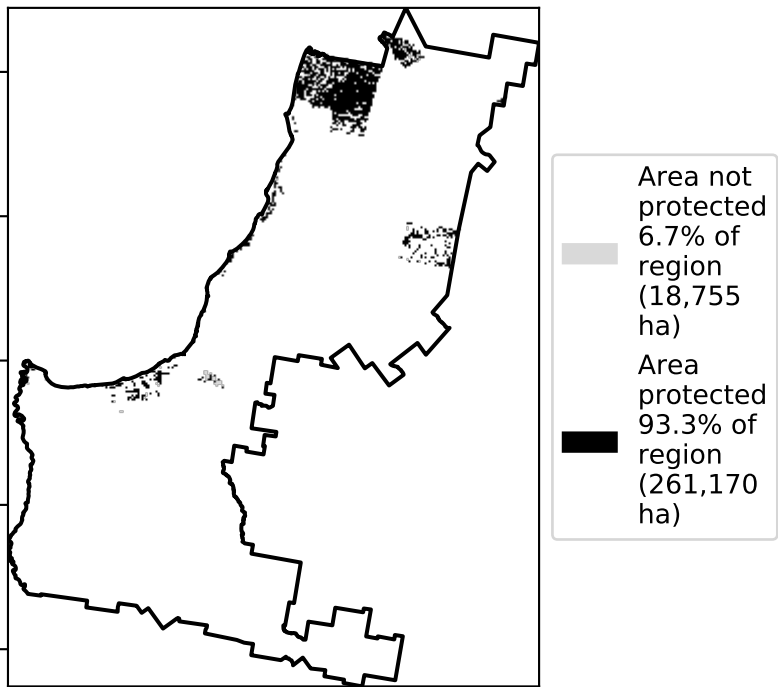 Area not
protected
6.7% of
region
(18,755
ha)
Area
protected
93.3% of
region
(261,170
ha)